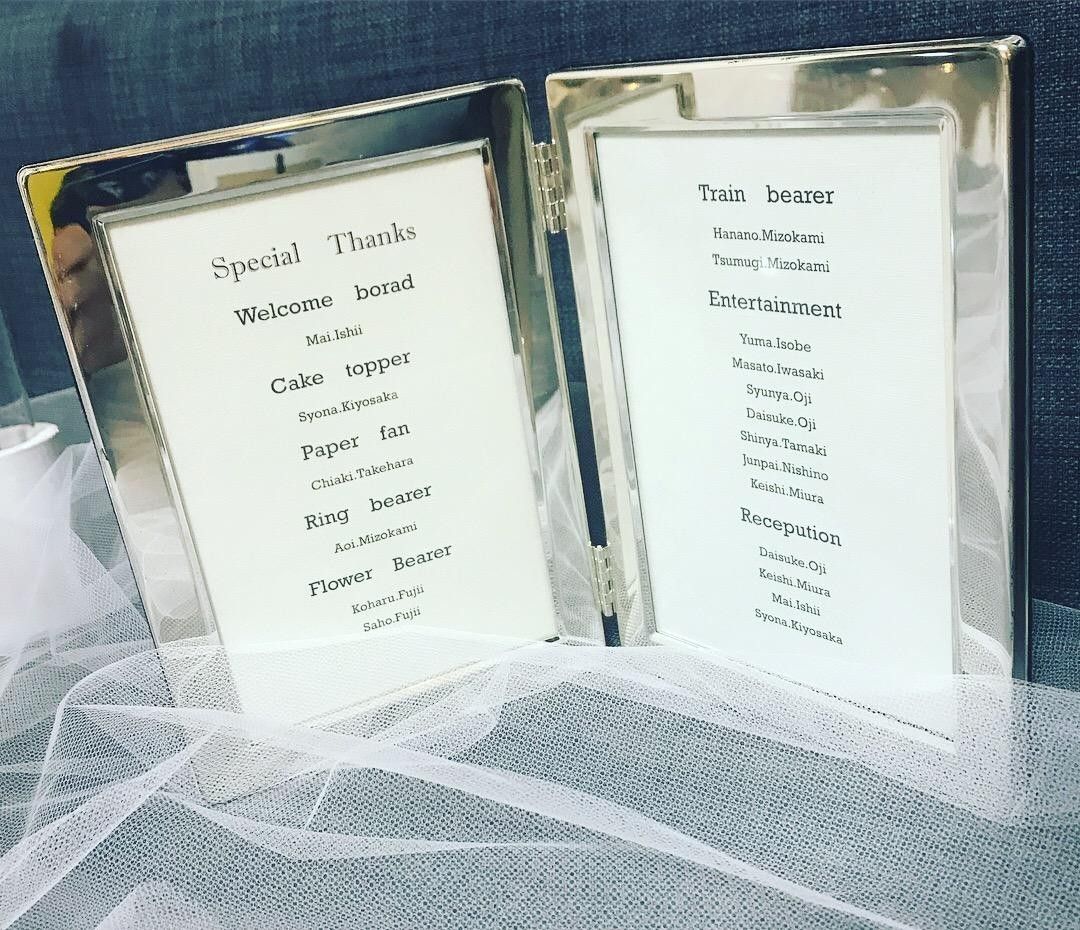 Special Thanks
Welcome borad
Mai.Ishii
Cake topper
Syona.Kiyosaka
Paper fan
Chiaki.Takehara
Ring bearer
Aoi.Mizokami
Flower Bearer
Koharu.Fujii
Saho.Fujii
Train bearer
Hanano.Mizokami
Tsumugi.Mizokami
Entertainment
Yuma.Isobe
Masato.Iwasaki
Syunya.Oji
Daisuke.Oji
Shinya.Tamaki
Junpai.Nishino
Keishi.Miura
Recepution
Daisuke.Oji
Keishi.Miura
Mai.Ishii
Syona.Kiyosaka